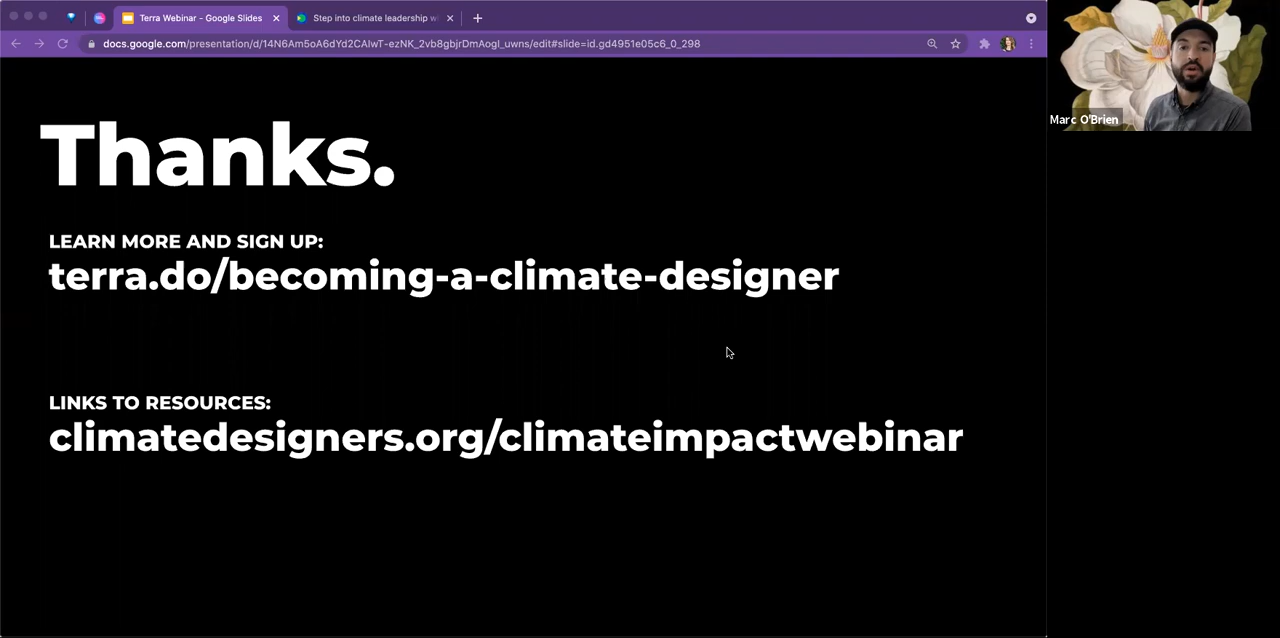 Terra Webinar - Google Slides
Step into climate leadership w
docs.google.com/presentation/d/14N6Am5oA6dYd2CAlwT-ezNK_2vb8gbjrDmAogI_uwns/edit#slide=id.gd4951e05c6_0_298
Marc O'Brien
Thanks.
LEARN MORE AND SIGN UP:
terra.do/becoming-a-climate-designer
LINKS TO RESOURCES:
climatedesigners.org/climateimpactwebinar